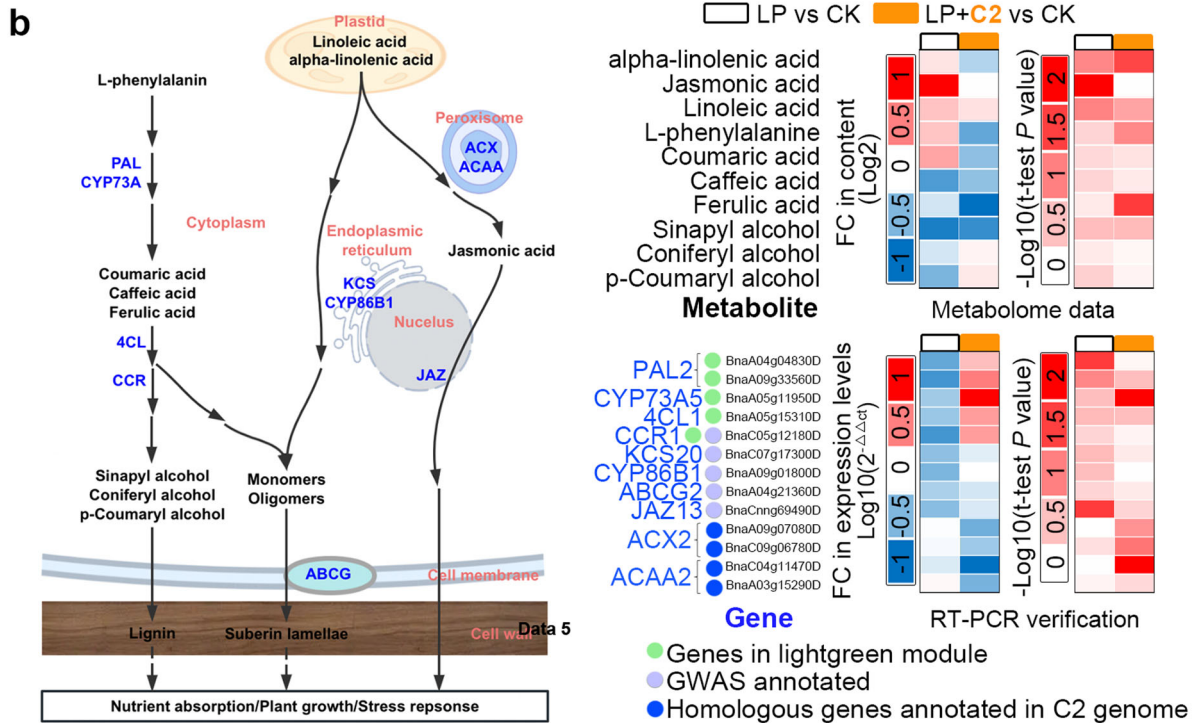 b
Plastid
Linoleic acid
alpha-linolenic acid
L-phenylalanin
Peroxisome
ACX
ACAA
PAL
CYP73A
Cytoplasm
Endoplasmic
reticulum
Jasmonic acid
Coumaric acid
Caffeic acid
Ferulic acid
KCS
CYP86B1
Nucelus
4CL
CCR
JAZ
Sinapyl alcohol
Coniferyl alcohol
p-Coumaryl alcohol
Monomers
Oligomers
ABCG
Cell membrane
Lignin
Suberin lamellae
Cell wall
Data 5
Nutrient absorption/Plant growth/Stress repsonse
LP vs CK
LP+C2 vs CK
alpha-linolenic acid
Jasmonic acid
Linoleic acid
L-phenylalanine
Coumaric acid
Caffeic acid
Ferulic acid
Sinapyl alcohol
Coniferyl alcohol
p-Coumaryl alcohol
Metabolite
FC in content
(Log2)
1
0.5
0
-0.5
-1
-Log10(t-test P value)
2
1.5
1
0.5
0
Metabolome data
PAL2
CYP73A5
4CL1
CCR1
KCS20
CYP86B1
ABCG2
JAZ13
ACX2
ACAA2
Gene
BnaA04g04830D
BnaA09g33560D
BnaA05g11950D
BnaA05g15310D
BnaC05g12180D
BnaC07g17300D
BnaA09g01800D
BnaA04g21360D
BnaCnng69490D
BnaA09g07080D
BnaC09g06780D
BnaC04g11470D
BnaA03g15290D
FC in expression levels
Log10(2-△△ct)
1
0.5
0
-0.5
-1
-Log10(t-test P value)
2
1.5
1
0.5
0
RT-PCR verification
Genes in lightgreen module
GWAS annotated
Homologous genes annotated in C2 genome